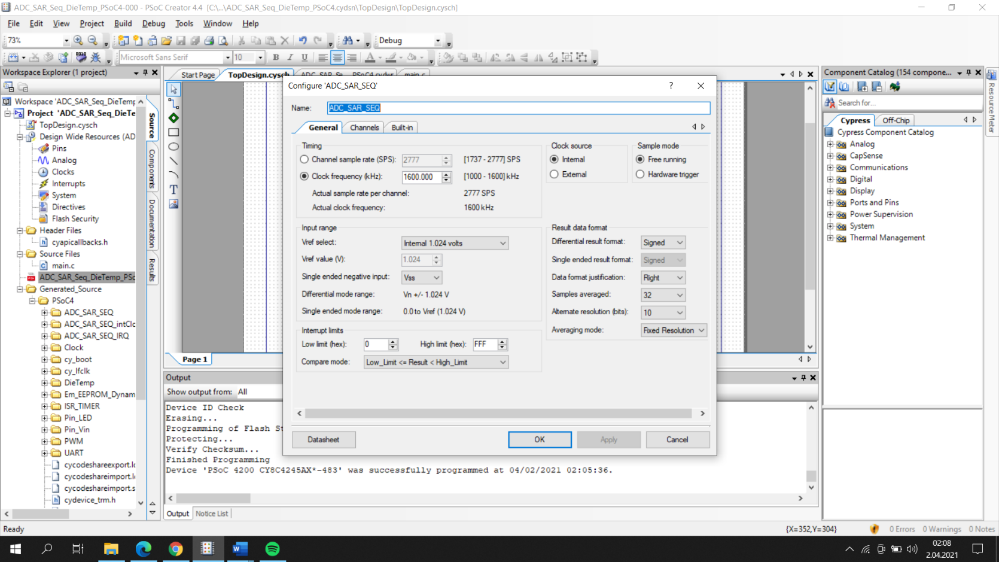 ADC_SAR_Seq_DieTemp_PSoC4-000 - PSoC Creator 4.4 [C:\...\ADC_SAR_Seq_DieTemp_PSoC4.cydsn\TopDesign\TopDesign.cysch]
File Edit View Project Build Debug Tools Window Help
73% Debug
Microsoft Sans Serif 10 B I U
Workspace Explorer (1 project)
Workspace 'ADC_SAR_Seq_DieTemp
Project 'ADC_SAR_Seq_DieTe
TopDesign.cysch
Design Wide Resources (AD
Pins
Analog
Clocks
Interrupts
System
Directives
Flash Security
Header Files
cyapicallbacks.h
Source Files
main.c
ADC_SAR_Seq_DieTemp_PSo
Generated_Source
PSoC4
ADC_SAR_SEQ
ADC_SAR_SEQ_intClo
ADC_SAR_SEQ_IRQ
Clock
cy_boot
cy_lfclk
DieTemp
Em_EEPROM_Dynam
ISR_TIMER
Pin_LED
Pin_Vin
PWM
UART
cycodeshareexport.lo
cycodeshareimport.lo
cycodeshareimport.s
cydevice_trm.h
Source
Components
Documentation
Results
Start Page TopDesign.cysch ADC_SAR_Se... PSoC4.cydwr main.c
T
Page 1
Configure 'ADC_SAR_SEQ'
?
Name: ADC_SAR_SEQ
General Channels Built-in
Timing
Channel sample rate (SPS): 2777 [1737 - 2777] SPS
Clock frequency (kHz): 1600.000 [1000 - 1600] kHz
Actual sample rate per channel: 2777 SPS
Actual clock frequency: 1600 kHz
Clock source
Internal
External
Sample mode
Free running
Hardware trigger
Input range
Vref select: Internal 1.024 volts
Vref value (V): 1.024
Single ended negative input: Vss
Differential mode range: Vn +/- 1.024 V
Single ended mode range: 0.0 to Vref (1.024 V)
Result data format
Differential result format: Signed
Single ended result format: Signed
Data format justification: Right
Samples averaged: 32
Alternate resolution (bits): 10
Averaging mode: Fixed Resolution
Interrupt limits
Low limit (hex): 0 High limit (hex): FFF
Compare mode: Low_Limit <= Result < High_Limit
Datasheet OK Apply Cancel
Output
Show output from: All
Device ID Check
Erasing...
Programming of Flash St
Protecting...
Verify Checksum...
Finished Programming
Device 'PSoC 4200 CY8C4245AX*-483' was successfully programmed at 04/02/2021 02:05:36.
Output Notice List
Component Catalog (154 compone...
Search for...
Cypress Off-Chip
Cypress Component Catalog
Analog
CapSense
Communications
Digital
Display
Ports and Pins
Power Supervision
System
Thermal Management
Resource Meter
Ready {X=352,Y=304} 0 Errors 0 Warnings 0 Notes
02:08
2.04.2021